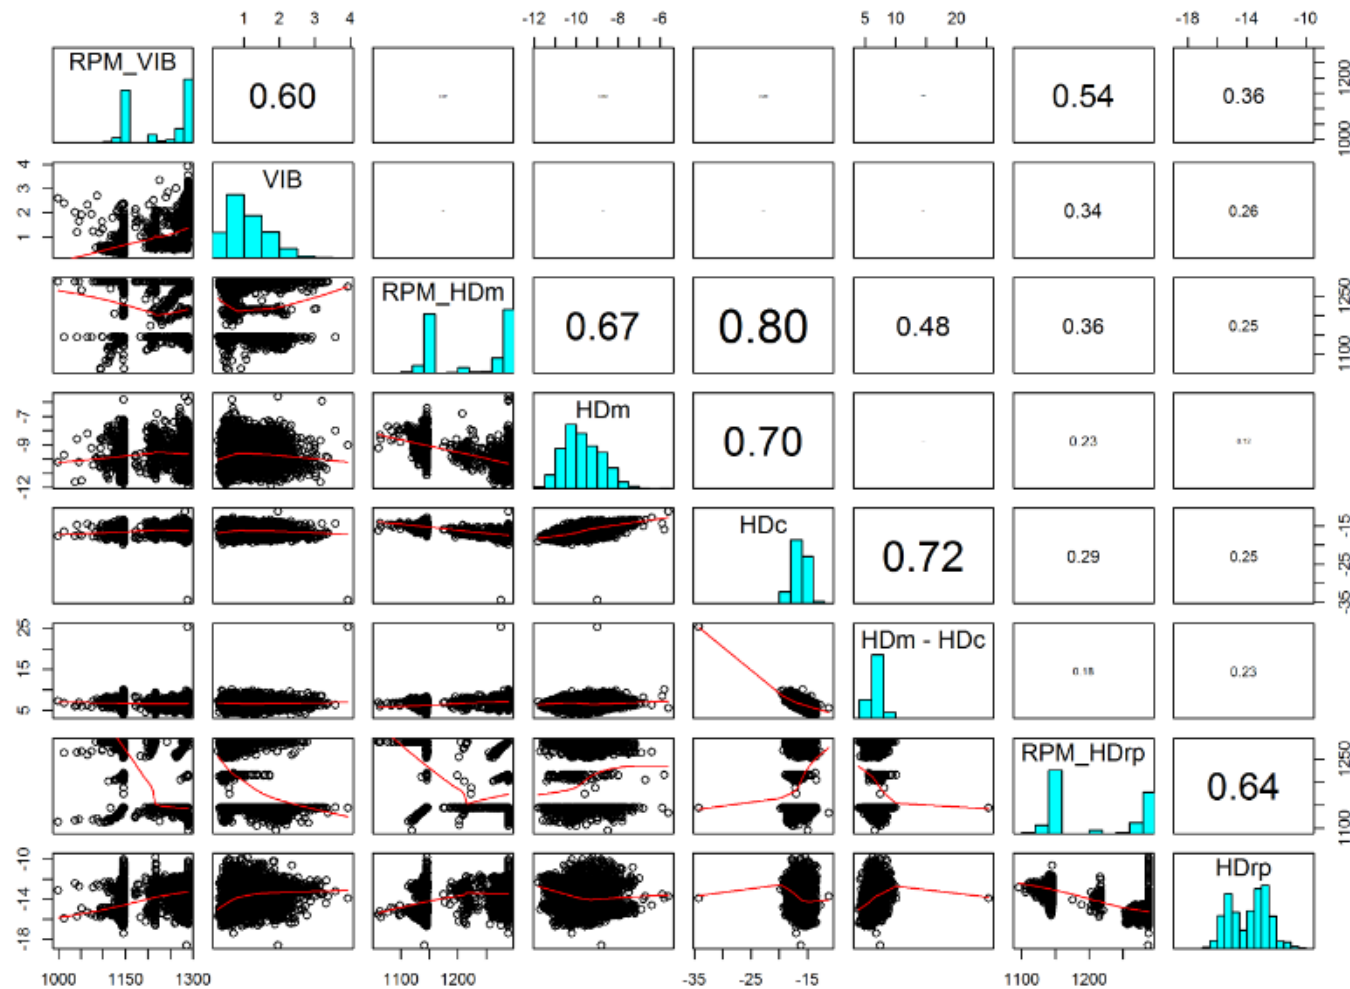 1 2 3 4 -12 -10 -8 -6 5 10 20 -18 -14 -10
RPM_VIB 0.60 0.54 0.36 1000 1200
1 2 3 4 VIB 0.34 0.26
RPM_HDm 0.67 0.80 0.48 0.36 0.25 1100 1250
-12 -9 -7 HDm 0.70 0.23 0.12
HDc 0.72 0.29 0.25 -35 -25 -15
5 15 25 HDm - HDc 0.18 0.23
RPM_HDrp 0.64 1100 1250
-18 -14 -10 HDrp
1000 1150 1300 1100 1200 -35 -25 -15 1100 1200